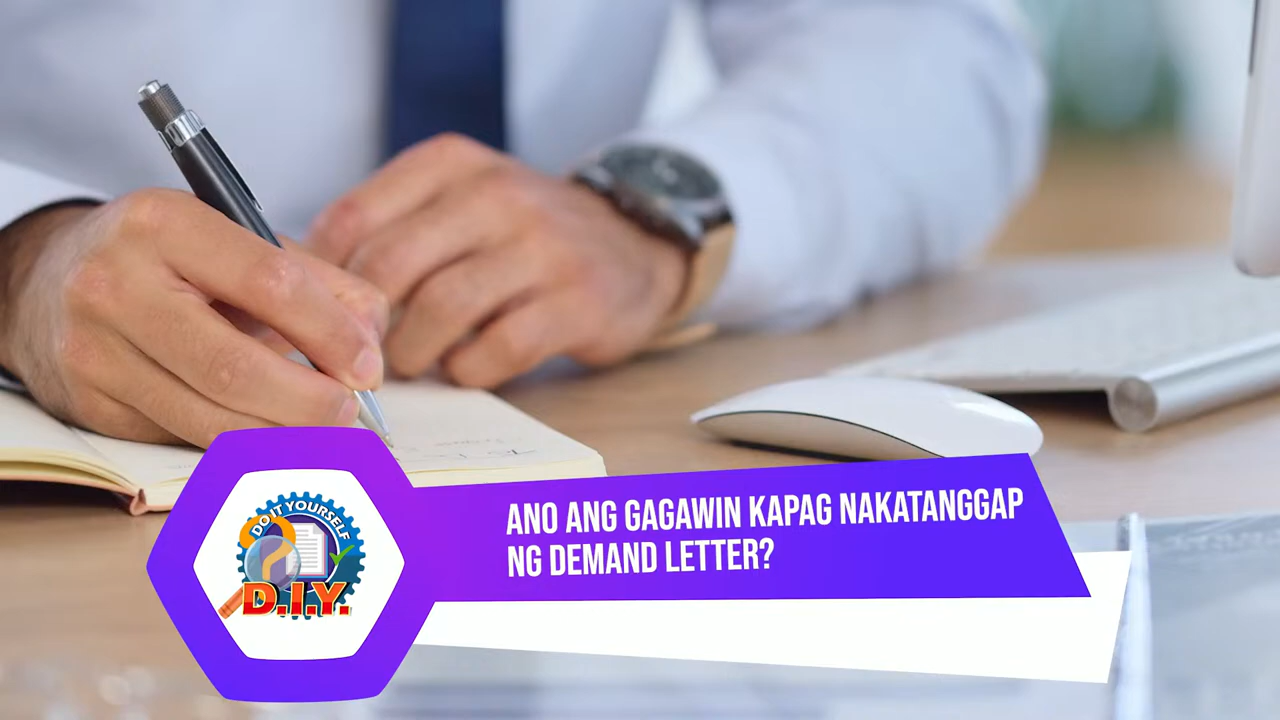 DO IT YOURSELF
D.I.Y.
ANO ANG GAGAWIN KAPAG NAKATANGGAP
NG DEMAND LETTER?